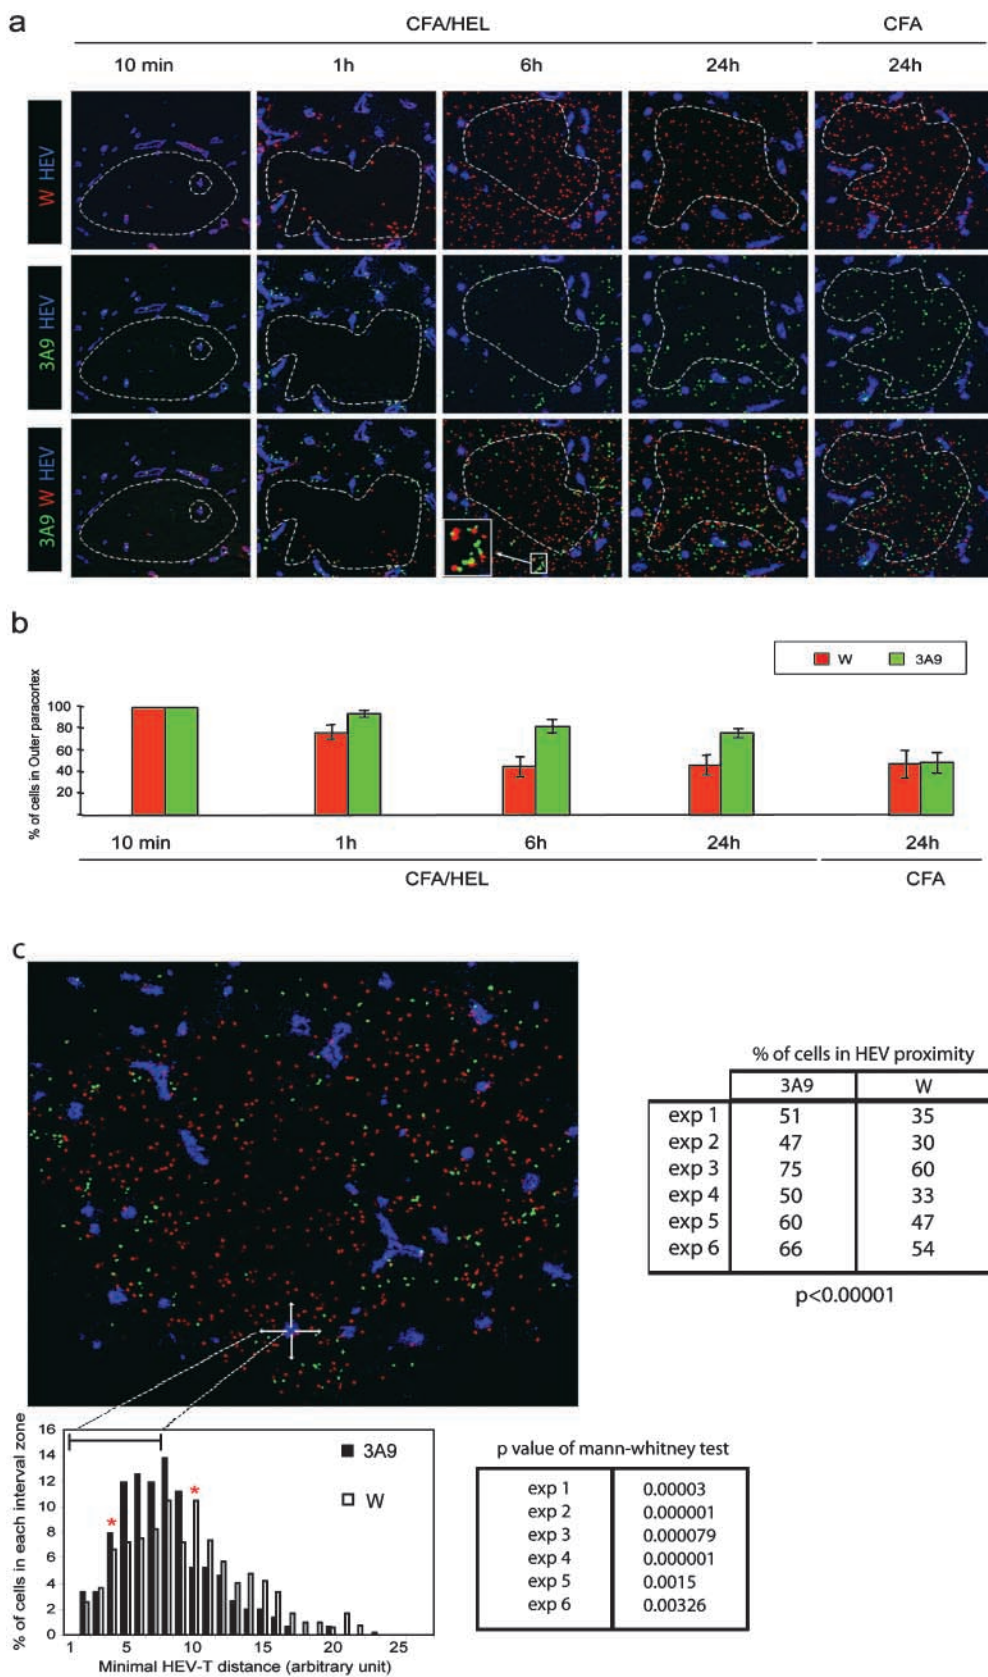 a
CFA/HEL CFA
10 min 1h 6h 24h 24h
W HEV
3A9 HEV
3A9 W HEV
b
W 3A9
% of cells in Outer paracortex
100
80
60
40
20
10 min 1h 6h 24h 24h
CFA/HEL CFA
c
% of cells in HEV proximity
3A9 W
exp 1 51 35
exp 2 47 30
exp 3 75 60
exp 4 50 33
exp 5 60 47
exp 6 66 54
p<0.00001
% of cells in each interval zone
16
14
12
10
8
6
4
2
0
3A9
W
* *
1 5 10 15 20 25
Minimal HEV-T distance (arbitrary unit)
p value of mann-whitney test
exp 1 0.00003
exp 2 0.000001
exp 3 0.000079
exp 4 0.000001
exp 5 0.0015
exp 6 0.00326